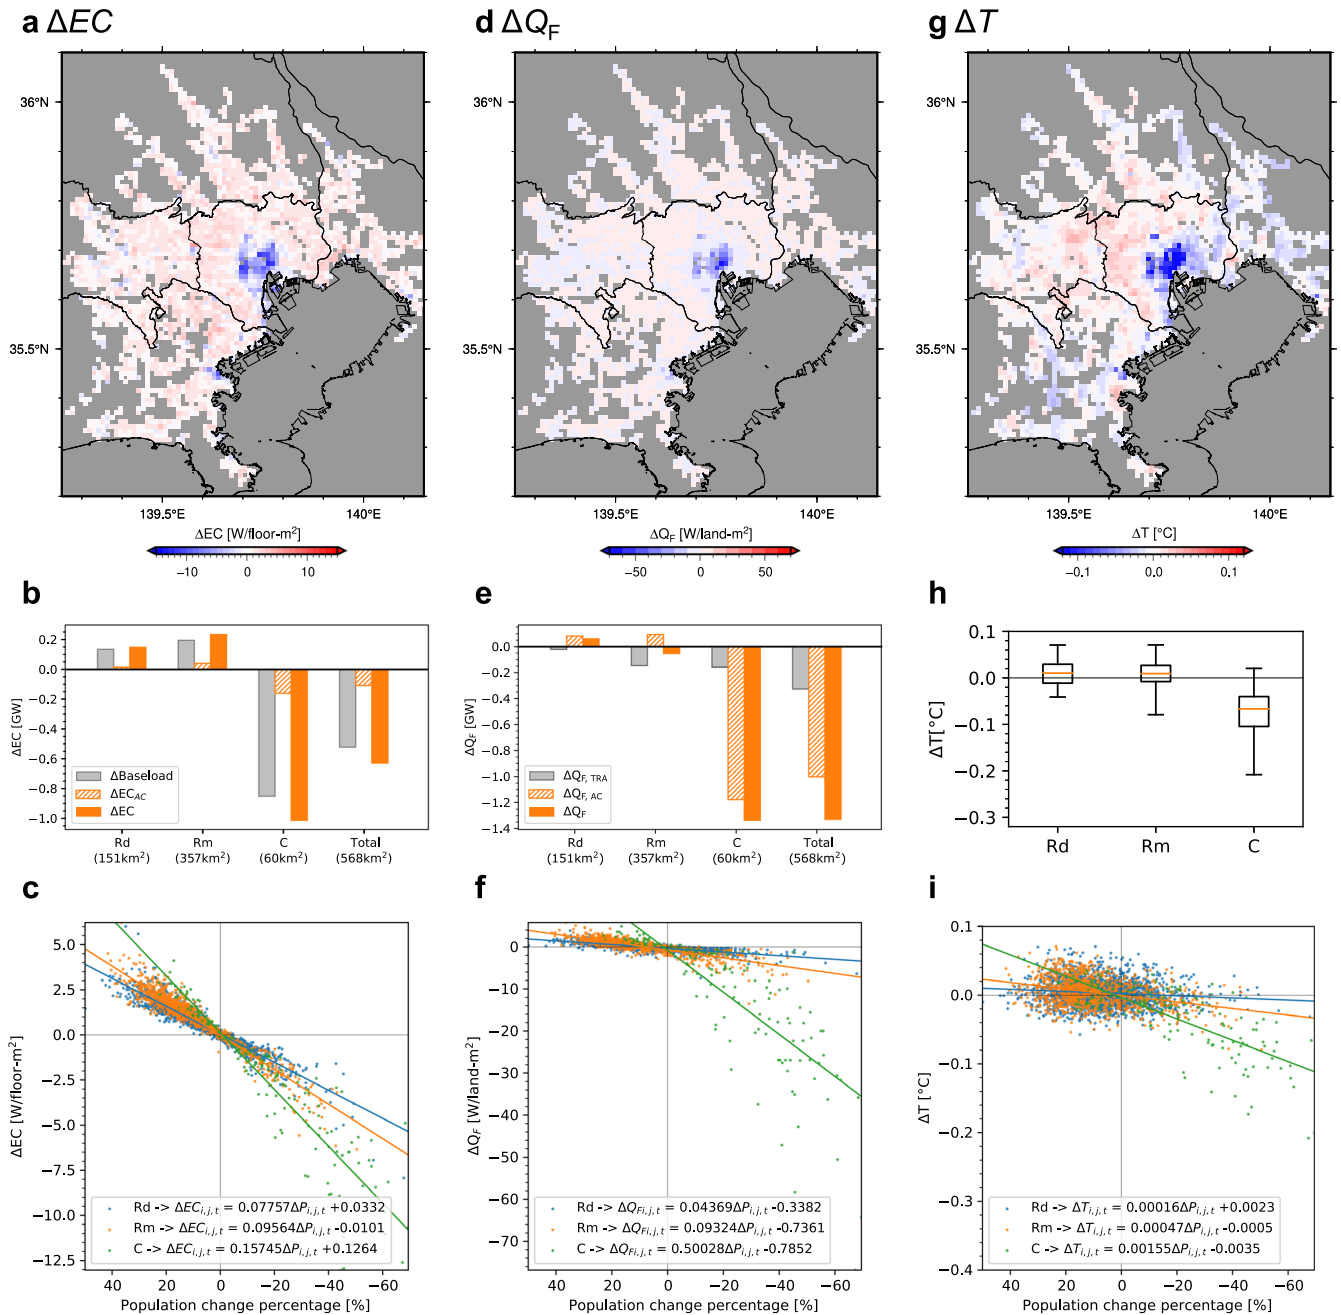 a ΔEC
d ΔQF
g ΔT
36°N
35.5°N
139.5°E
140°E
ΔEC [W/floor-m²]
−10
0
10
36°N
35.5°N
139.5°E
140°E
ΔQF [W/land-m²]
−50
0
50
36°N
35.5°N
139.5°E
140°E
ΔT [°C]
−0.1
0.0
0.1
b
ΔEC [GW]
0.2
0.0
−0.2
−0.4
−0.6
−0.8
−1.0
ΔBaseload
ΔECAC
ΔEC
Rd
(151km²)
Rm
(357km²)
C
(60km²)
Total
(568km²)
e
ΔQF [GW]
0.0
−0.2
−0.4
−0.6
−0.8
−1.0
−1.2
−1.4
ΔQF, TRA
ΔQF, AC
ΔQF
Rd
(151km²)
Rm
(357km²)
C
(60km²)
Total
(568km²)
h
ΔT[°C]
0.1
0.0
−0.1
−0.2
−0.3
Rd
Rm
C
c
ΔEC [W/floor-m²]
5.0
2.5
0.0
−2.5
−5.0
−7.5
−10.0
−12.5
Rd -> ΔECi,j,t = 0.07757ΔPi,j,t +0.0332
Rm -> ΔECi,j,t = 0.09564ΔPi,j,t -0.0101
C -> ΔECi,j,t = 0.15745ΔPi,j,t +0.1264
40
20
0
−20
−40
−60
Population change percentage [%]
f
ΔQF [W/land-m²]
0
−10
−20
−30
−40
−50
−60
−70
Rd -> ΔQFi,j,t = 0.04369ΔPi,j,t -0.3382
Rm -> ΔQFi,j,t = 0.09324ΔPi,j,t -0.7361
C -> ΔQFi,j,t = 0.50028ΔPi,j,t -0.7852
40
20
0
−20
−40
−60
Population change percentage [%]
i
ΔT [°C]
0.1
0.0
−0.1
−0.2
−0.3
−0.4
Rd -> ΔTi,j,t = 0.00016ΔPi,j,t +0.0023
Rm -> ΔTi,j,t = 0.00047ΔPi,j,t -0.0005
C -> ΔTi,j,t = 0.00155ΔPi,j,t -0.0035
40
20
0
−20
−40
−60
Population change percentage [%]